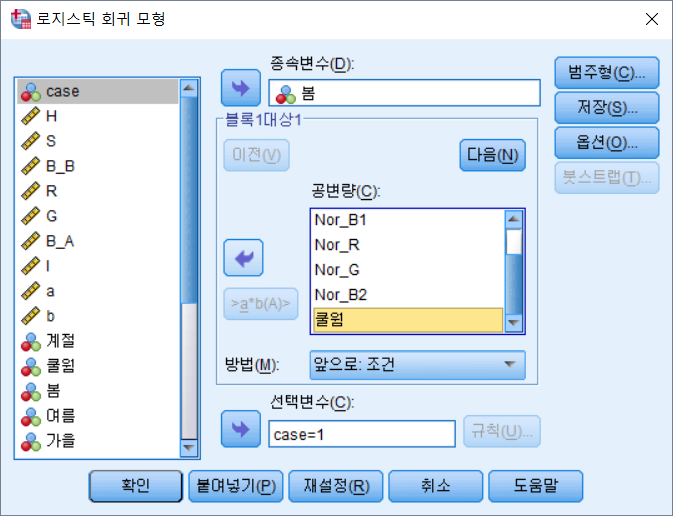 로지스틱 회귀 모형
case
H
S
B_B
R
G
B_A
I
a
b
계절
쿨웜
봄
여름
가을
종속변수(D):
봄
블록1대상1
이전(V)
다음(N)
공변량(C):
Nor_B1
Nor_R
Nor_G
Nor_B2
쿨웜
>a*b(A)>
방법(M):
앞으로: 조건
선택변수(C):
case=1
규칙(U)...
범주형(C)...
저장(S)...
옵션(O)...
붓스트랩(T)...
확인
붙여넣기(P)
재설정(R)
취소
도움말